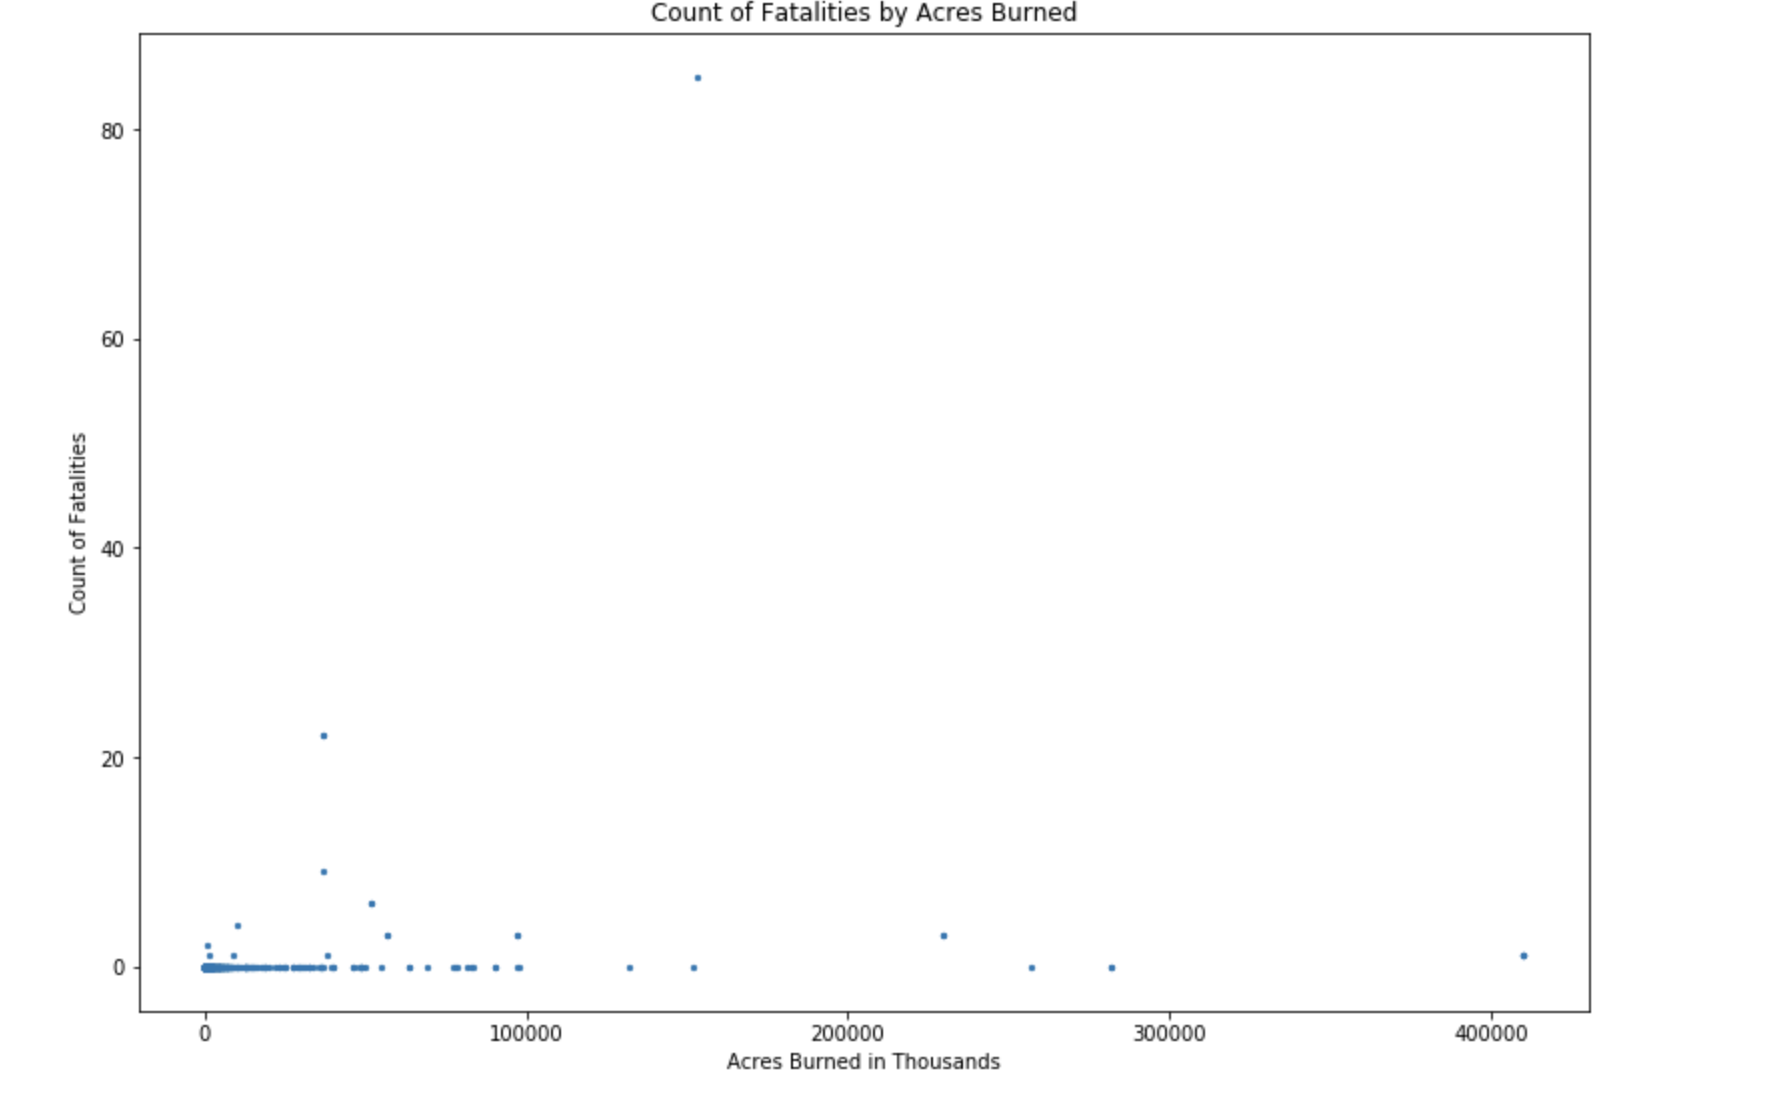 Count of Fatalities by Acres Burned
80
60
40
20
0
Count of Fatalities
0 100000 200000 300000 400000
Acres Burned in Thousands